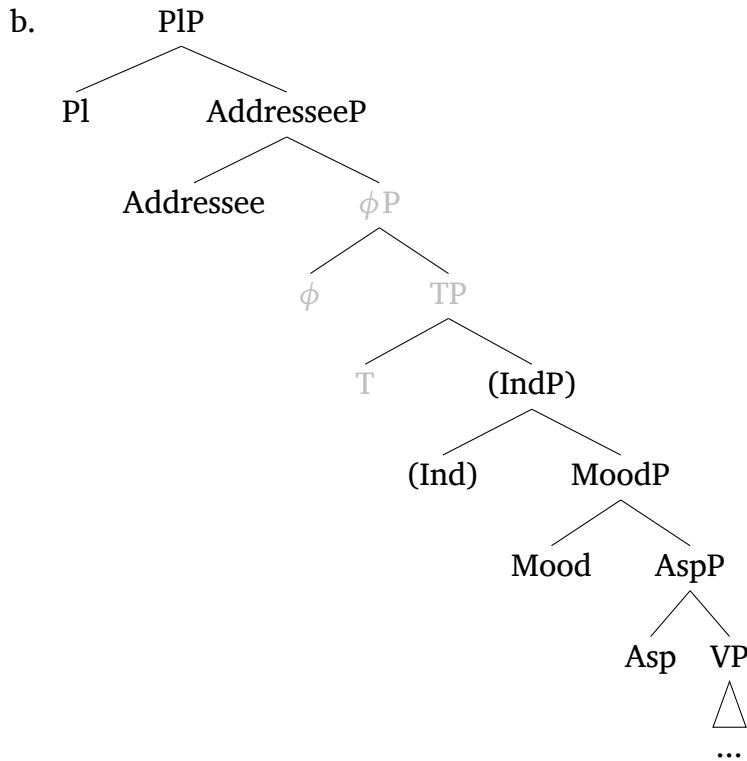 b. PlP
Pl AddresseeP
Addressee ϕP
ϕ TP
T (IndP)
(Ind) MoodP
Mood AspP
Asp VP
...